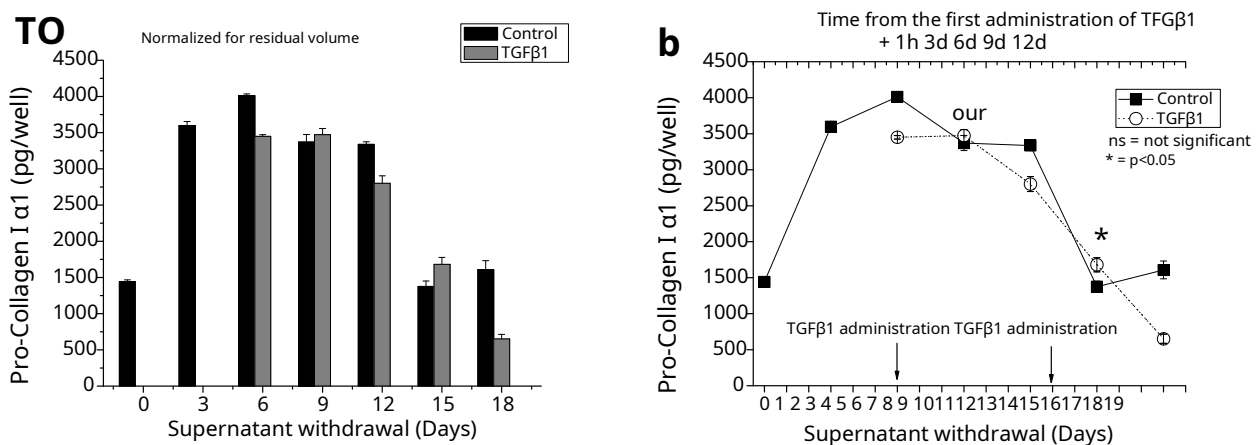 TO
Normalized for residual volume
Control
TGFβ1
4500
4000
3500
3000
2500
2000
1500
1000
500
0
Pro-Collagen I α1 (pg/well)
0 3 6 9 12 15 18
Supernatant withdrawal (Days)
b
Time from the first administration of TFGβ1
+ 1h 3d 6d 9d 12d
4500
4000
3500
3000
2500
2000
1500
1000
500
0
Pro-Collagen I α1 (pg/well)
our
Control
TGFβ1
ns = not significant
* = p<0.05
*
TGFβ1 administration TGFβ1 administration
0 1 2 3 4 5 6 7 8 9 10111213141516171819
Supernatant withdrawal (Days)